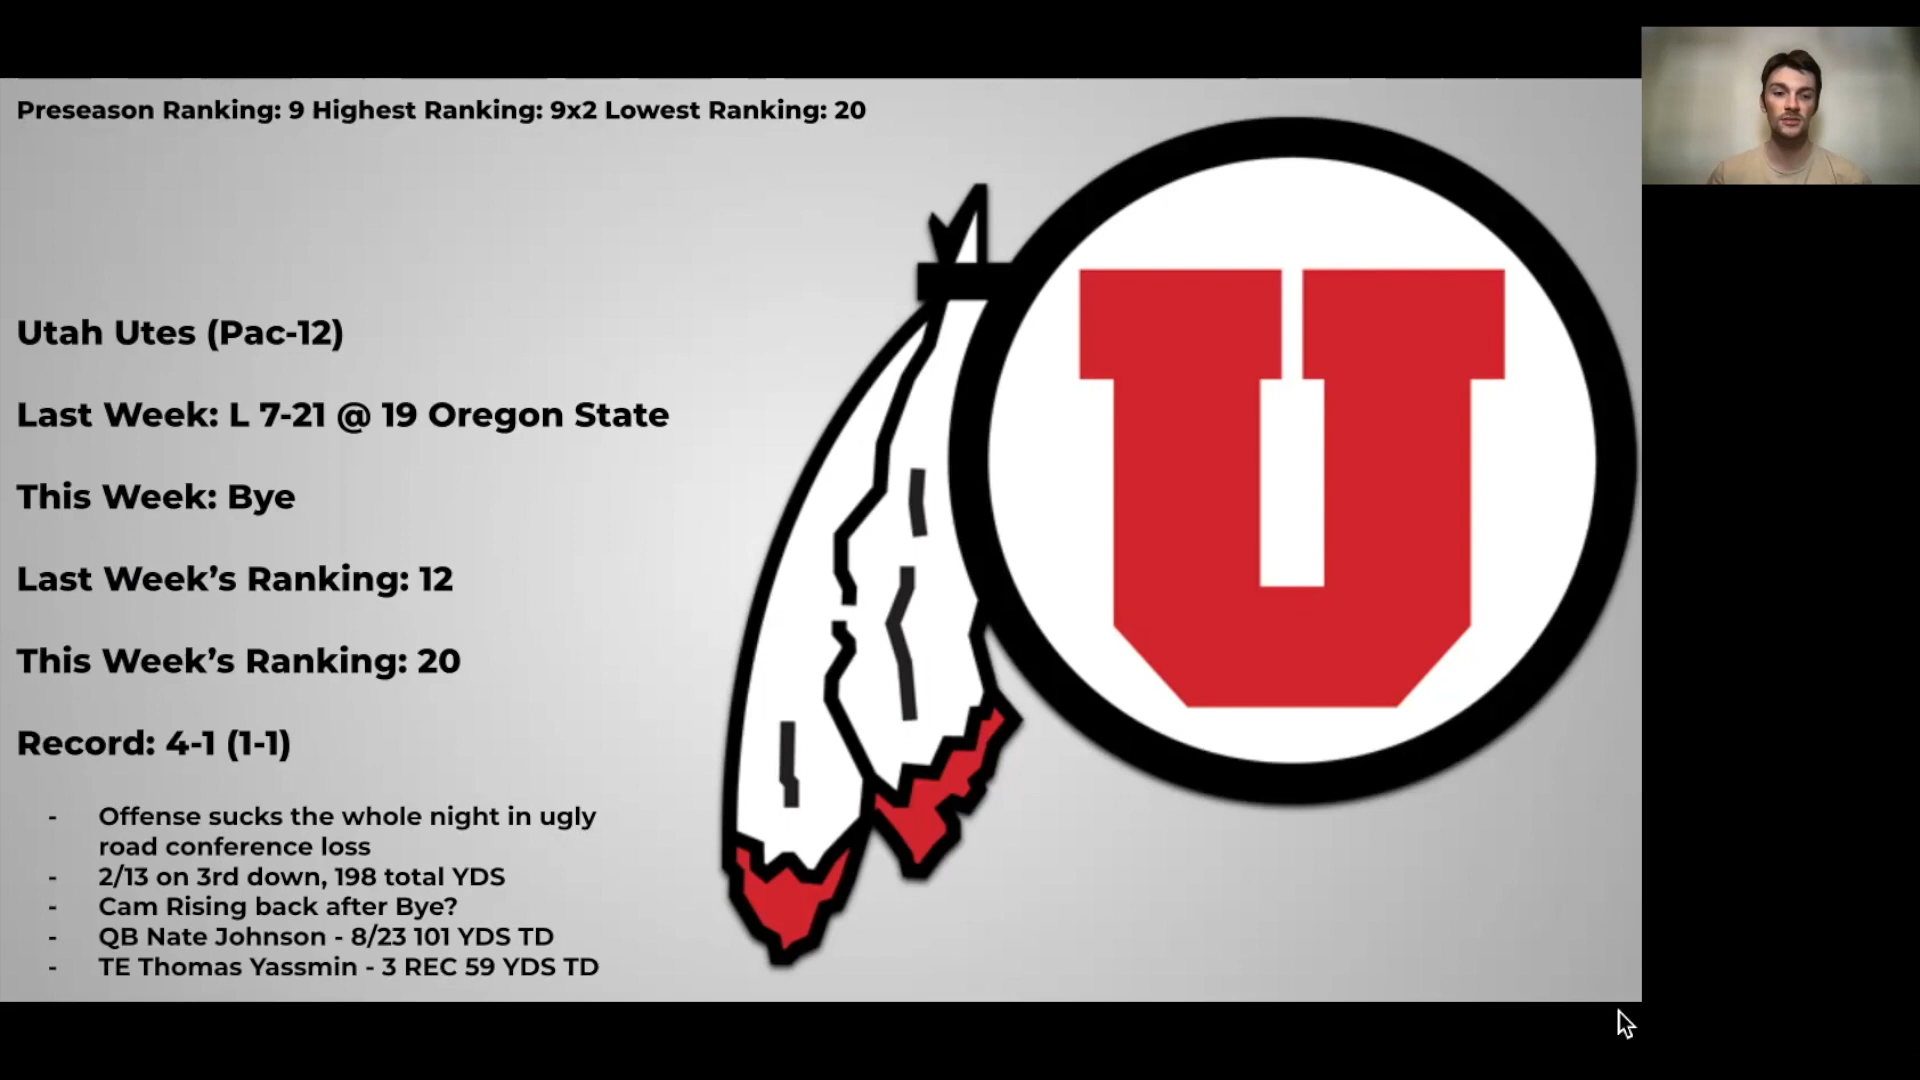 Preseason Ranking: 9 Highest Ranking: 9x2 Lowest Ranking: 20
Utah Utes (Pac-12)
Last Week: L 7-21 @ 19 Oregon State
This Week: Bye
Last Week’s Ranking: 12
This Week’s Ranking: 20
Record: 4-1 (1-1)
- Offense sucks the whole night in ugly
road conference loss
- 2/13 on 3rd down, 198 total YDS
- Cam Rising back after Bye?
- QB Nate Johnson - 8/23 101 YDS TD
- TE Thomas Yassmin - 3 REC 59 YDS TD
U